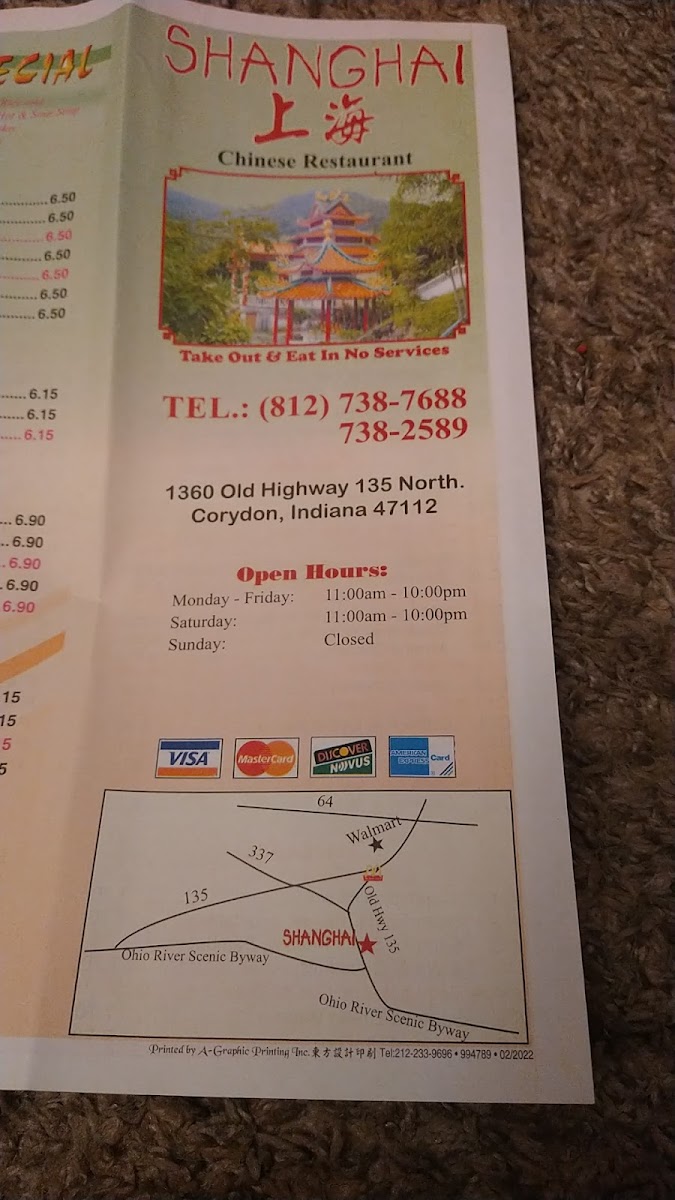 ECIAL
Hot & Sour Soup
6.50
6.50
6.50
6.50
6.50
6.50
6.50
6.15
6.15
6.15
6.90
6.90
6.90
6.90
6.90
15
15
5
5
SHANGHAI
上海
Chinese Restaurant
Take Out & Eat In No Services
TEL.: (812) 738-7688
738-2589
1360 Old Highway 135 North.
Corydon, Indiana 47112
Open Hours:
Monday - Friday: 11:00am - 10:00pm
Saturday: 11:00am - 10:00pm
Sunday: Closed
VISA
MasterCard
DISCOVER
NOVUS
AMERICAN
EXPRESS
Card
64
Walmart
337
135
Old Hwy 135
SHANGHAI
Ohio River Scenic Byway
Ohio River Scenic Byway
Printed by A-Graphic Printing Inc.東方設計印刷 Tel:212-233-9696 • 994789 • 02/2022